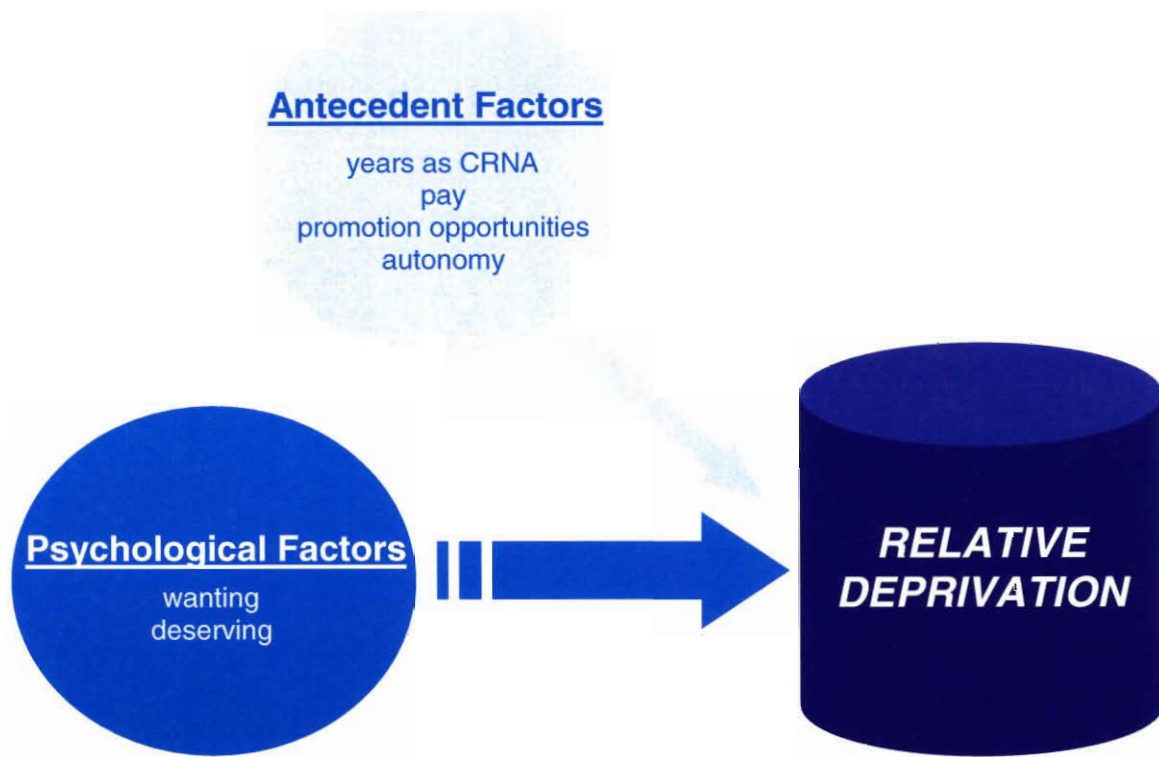 Antecedent Factors
years as CRNA
pay
promotion opportunities
autonomy
Psychological Factors
wanting
deserving
RELATIVE
DEPRIVATION